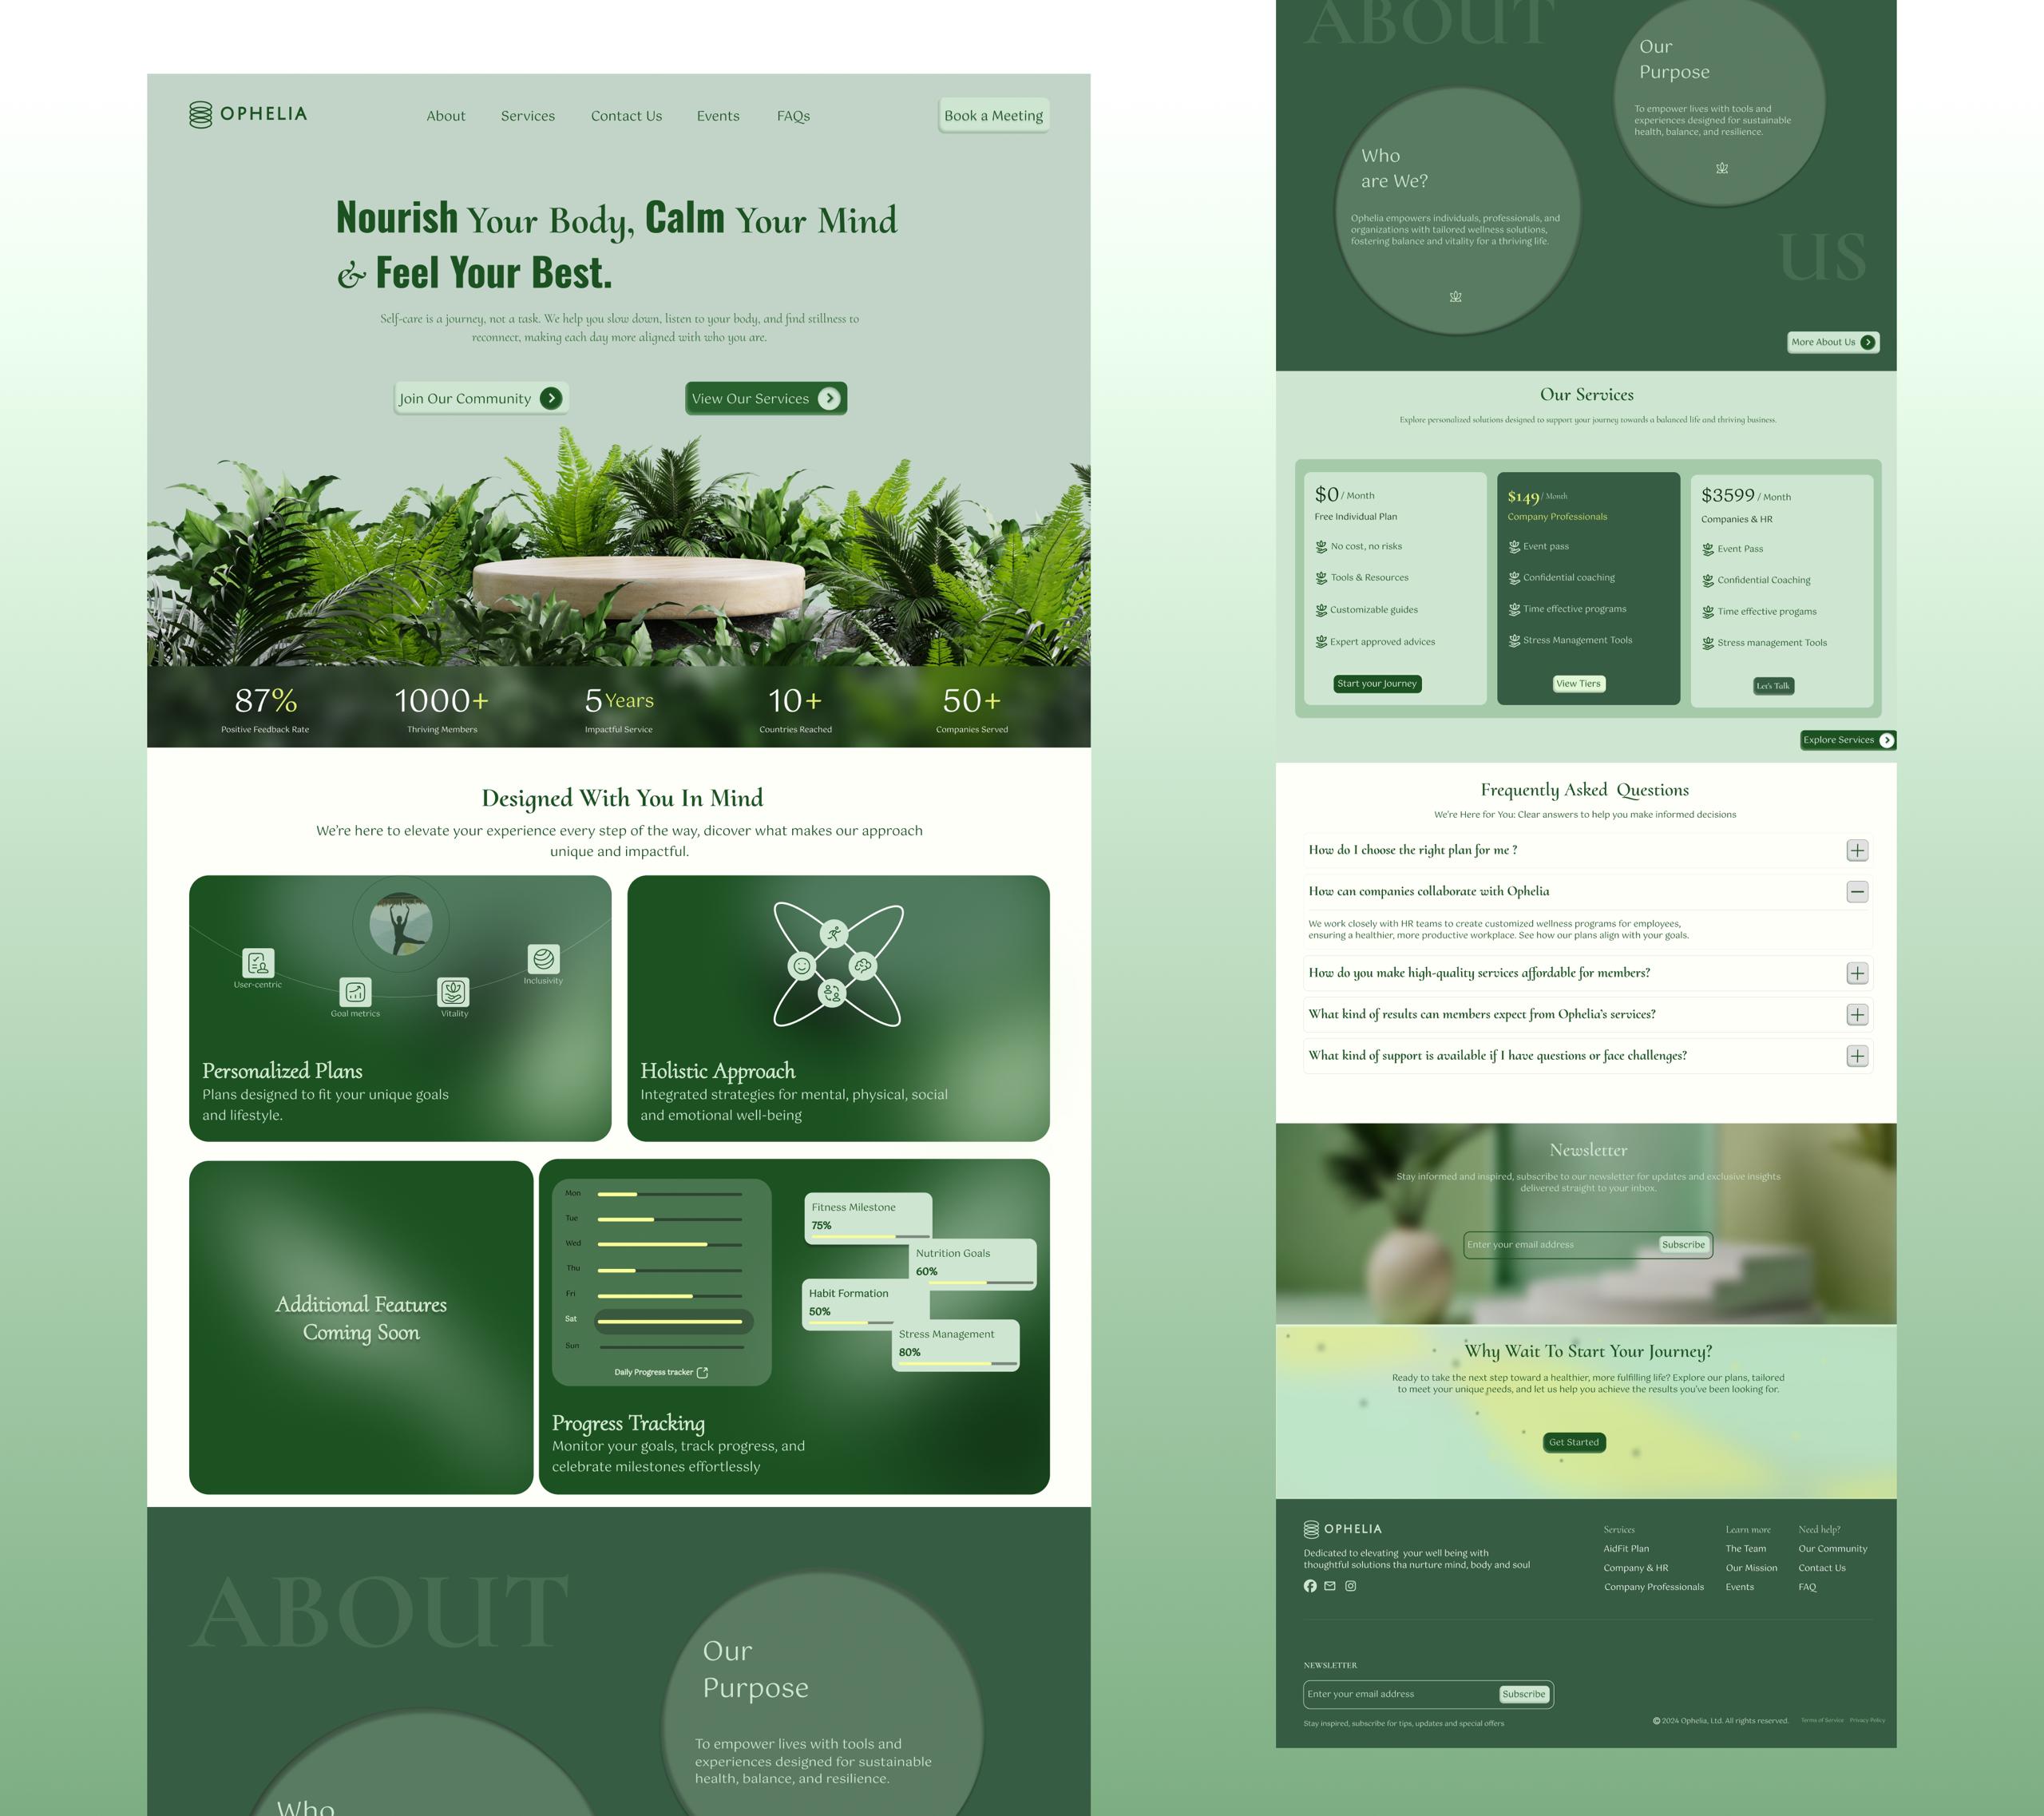 OPHELIA
About
Services
Contact Us
Events
FAQs
Book a Meeting
Nourish Your Body, Calm Your Mind
& Feel Your Best.
Self-care is a journey, not a task. We help you slow down, listen to your body, and find stillness to
reconnect, making each day more aligned with who you are.
Join Our Community
View Our Services
87%
Positive Feedback Rate
1000+
Thriving Members
5 Years
Impactful Service
10+
Countries Reached
50+
Companies Served
Designed With You In Mind
We're here to elevate your experience every step of the way, dicover what makes our approach
unique and impactful.
User-centric
Goal metrics
Vitality
Inclusivity
Personalized Plans
Plans designed to fit your unique goals
and lifestyle.
Holistic Approach
Integrated strategies for mental, physical, social
and emotional well-being
Additional Features
Coming Soon
Mon
Tue
Wed
Thu
Fri
Sat
Sun
Daily Progress tracker
Fitness Milestone
75%
Nutrition Goals
60%
Habit Formation
50%
Stress Management
80%
Progress Tracking
Monitor your goals, track progress, and
celebrate milestones effortlessly
ABOUT
Our
Purpose
To empower lives with tools and
experiences designed for sustainable
health, balance, and resilience.
Who
ABOUT
Our
Purpose
To empower lives with tools and
experiences designed for sustainable
health, balance, and resilience.
Who
are We?
Ophelia empowers individuals, professionals, and
organizations with tailored wellness solutions,
fostering balance and vitality for a thriving life.
US
More About Us
Our Services
Explore personalized solutions designed to support your journey towards a balanced life and thriving business.
$0 / Month
Free Individual Plan
No cost, no risks
Tools & Resources
Customizable guides
Expert approved advices
Start your Journey
$149 / Month
Company Professionals
Event pass
Confidential coaching
Time effective programs
Stress Management Tools
View Tiers
$3599 / Month
Companies & HR
Event Pass
Confidential Coaching
Time effective progams
Stress management Tools
Let's Talk
Explore Services
Frequently Asked Questions
We're Here for You: Clear answers to help you make informed decisions
How do I choose the right plan for me ?
How can companies collaborate with Ophelia
We work closely with HR teams to create customized wellness programs for employees,
ensuring a healthier, more productive workplace. See how our plans align with your goals.
How do you make high-quality services affordable for members?
What kind of results can members expect from Ophelia's services?
What kind of support is available if I have questions or face challenges?
Newsletter
Stay informed and inspired, subscribe to our newsletter for updates and exclusive insights
delivered straight to your inbox.
Enter your email address
Subscribe
Why Wait To Start Your Journey?
Ready to take the next step toward a healthier, more fulfilling life? Explore our plans, tailored
to meet your unique needs, and let us help you achieve the results you've been looking for.
Get Started
OPHELIA
Dedicated to elevating your well being with
thoughtful solutions tha nurture mind, body and soul
Services
AidFit Plan
Company & HR
Company Professionals
Learn more
The Team
Our Mission
Events
Need help?
Our Community
Contact Us
FAQ
NEWSLETTER
Enter your email address
Subscribe
Stay inspired, subscribe for tips, updates and special offers
© 2024 Ophelia, Ltd. All rights reserved.
Terms of Service
Privacy Policy